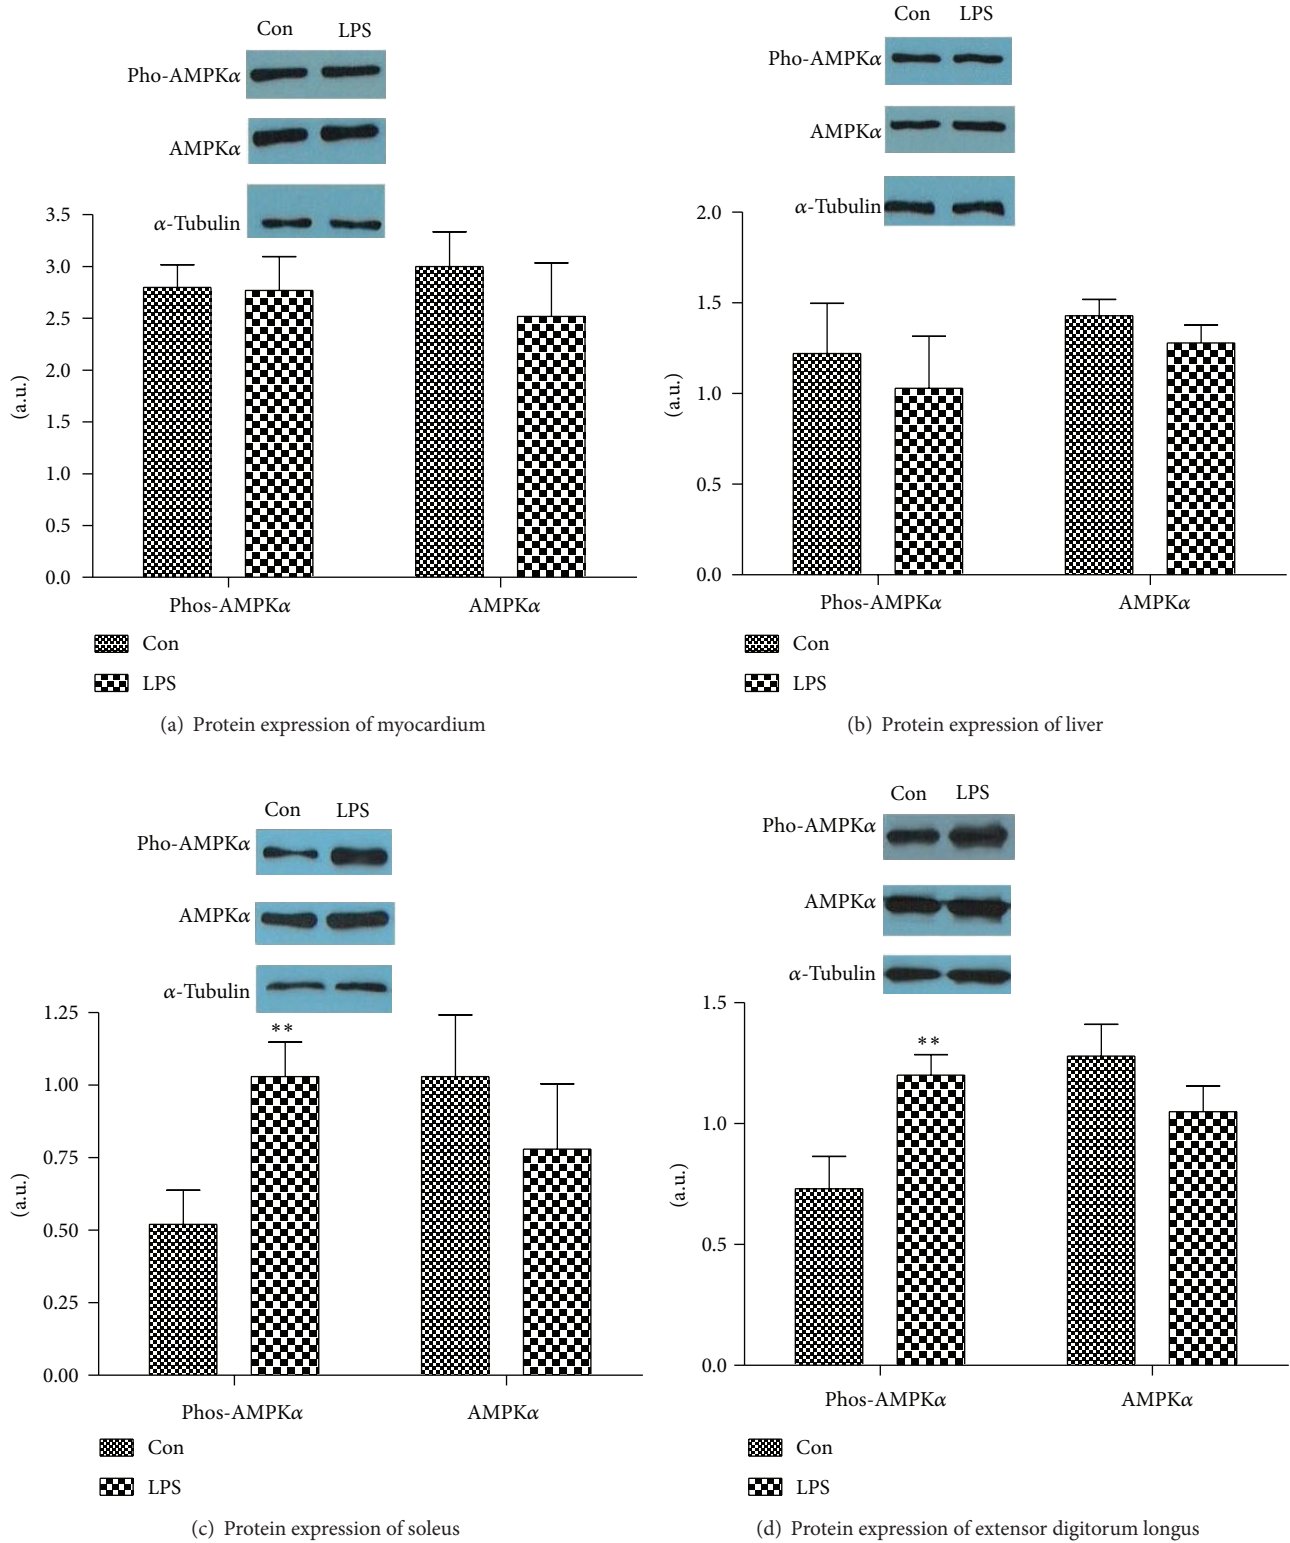 Con LPS
Pho-AMPKα
AMPKα
α-Tubulin
3.5
3.0
2.5
2.0
1.5
1.0
0.5
0.0
(a.u.)
Phos-AMPKα AMPKα
Con
LPS
(a) Protein expression of myocardium
Con LPS
Pho-AMPKα
AMPKα
α-Tubulin
2.0
1.5
1.0
0.5
0.0
(a.u.)
Phos-AMPKα AMPKα
Con
LPS
(b) Protein expression of liver
Con LPS
Pho-AMPKα
AMPKα
α-Tubulin
1.25
1.00
0.75
0.50
0.25
0.00
(a.u.)
**
Phos-AMPKα AMPKα
Con
LPS
(c) Protein expression of soleus
Con LPS
Pho-AMPKα
AMPKα
α-Tubulin
1.5
1.0
0.5
0.0
(a.u.)
**
Phos-AMPKα AMPKα
Con
LPS
(d) Protein expression of extensor digitorum longus